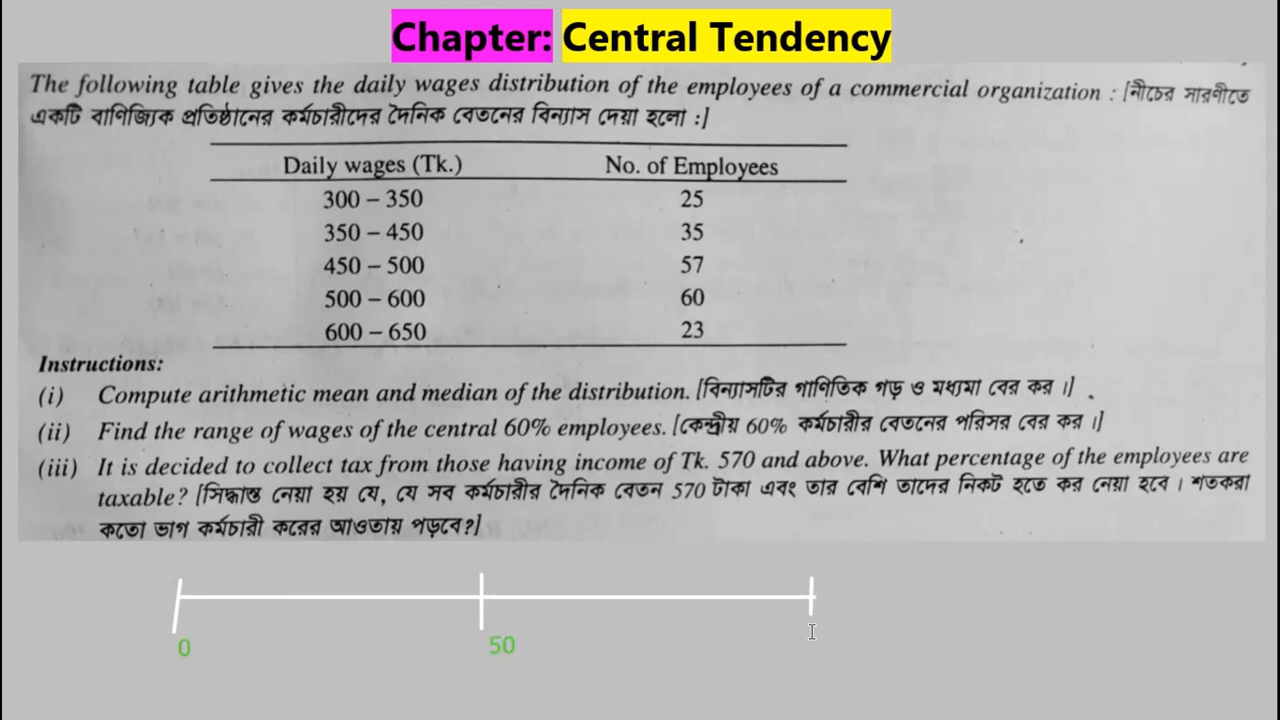 Chapter: Central Tendency
The following table gives the daily wages distribution of the employees of a commercial organization : [নীচের সারণীতে
একটি বাণিজ্যিক প্রতিষ্ঠানের কর্মচারীদের দৈনিক বেতনের বিন্যাস দেয়া হলো :]
Daily wages (Tk.) No. of Employees
300 – 350 25
350 – 450 35
450 – 500 57
500 – 600 60
600 – 650 23
Instructions:
(i) Compute arithmetic mean and median of the distribution. [বিন্যাসটির গাণিতিক গড় ও মধ্যমা বের কর।]
(ii) Find the range of wages of the central 60% employees. [কেন্দ্রীয় 60% কর্মচারীর বেতনের পরিসর বের কর।]
(iii) It is decided to collect tax from those having income of Tk. 570 and above. What percentage of the employees are
taxable? [সিদ্ধান্ত নেয়া হয় যে, যে সব কর্মচারীর দৈনিক বেতন 570 টাকা এবং তার বেশি তাদের নিকট হতে কর নেয়া হবে। শতকরা
কতো ভাগ কর্মচারী করের আওতায় পড়বে?]
0 50